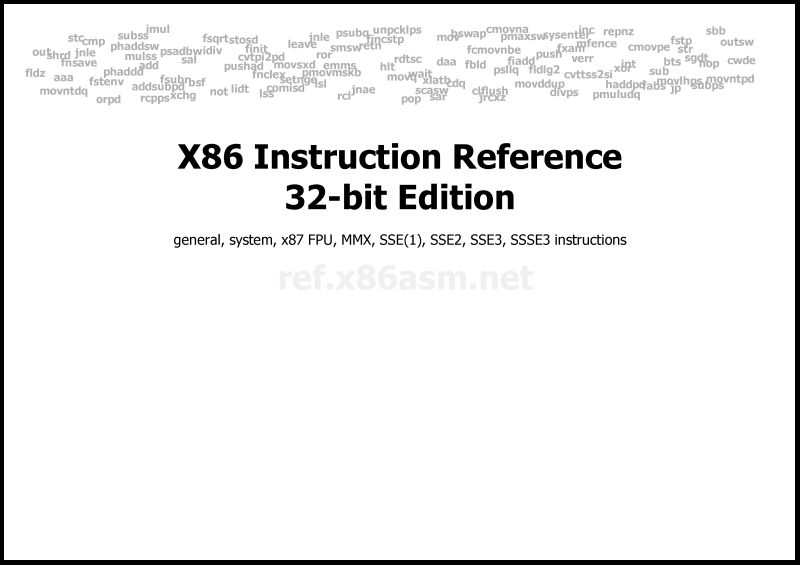 imul
cmovna
inc repnz
sbb
stc cmp subss
fsqrt stosd
jnle psubq unpcklps
mov bswap pmaxsw sysenter
fstp outsw
phaddsw
psadbw idiv finit leave smsw retn fincstp
fcmovnbe push fxam mfence cmovpe str
out shrd jnle mulss sal cvtpi2pd ror
rdtsc daa fbld fiadd verr
int bts sgdt nop cwde
fnsave add pushad movsxd emms hlt
psllq fldlg2 xor sub
fldz aaa phaddd fnclex pmovmskb
movq wait
cvttss2si
movlhps movntpd
fstenv addsubpd fsubn bsf
setnge lsl
xlatb cdq
movddup haddpd fabs jp subps
movntdq not lidt lss comisd jnae
scasw clflush
divps pmuludq
orpd rcpps xchg
rcl pop sar jrcxz
X86 Instruction Reference
32-bit Edition
general, system, x87 FPU, MMX, SSE(1), SSE2, SSE3, SSSE3 instructions
ref.x86asm.net